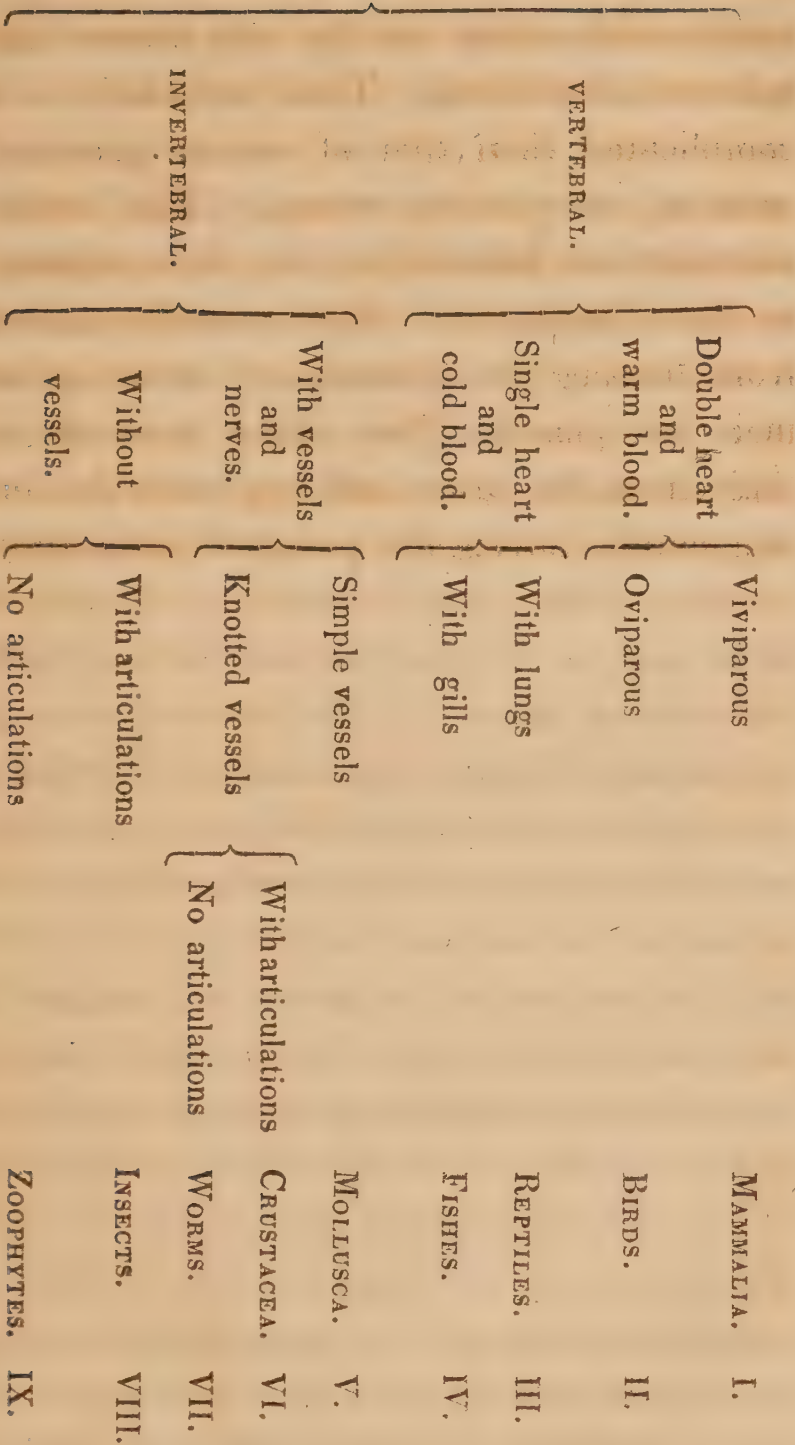 Viviparous MAMMALIA. I.
Double heart
and
warm blood. Oviparous BIRDS. II.
VERTEBRAL.
Single heart With lungs REPTILES. III.
and
cold blood. With gills FISHES. IV.
Simple vessels MOLLUSCA. V.
With vessels
and With articulations CRUSTACEA. VI.
nerves. Knotted vessels
No articulations WORMS. VII.
INVERTEBRAL.
Without With articulations INSECTS. VIII.
vessels.
No articulations ZOOPHYTES. IX.